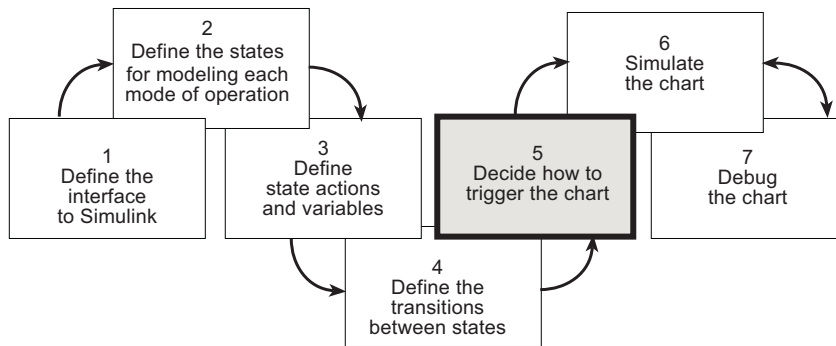 1
Define the
interface
to Simulink
2
Define the states
for modeling each
mode of operation
3
Define
state actions
and variables
4
Define the
transitions
between states
5
Decide how to
trigger the chart
6
Simulate
the chart
7
Debug
the chart